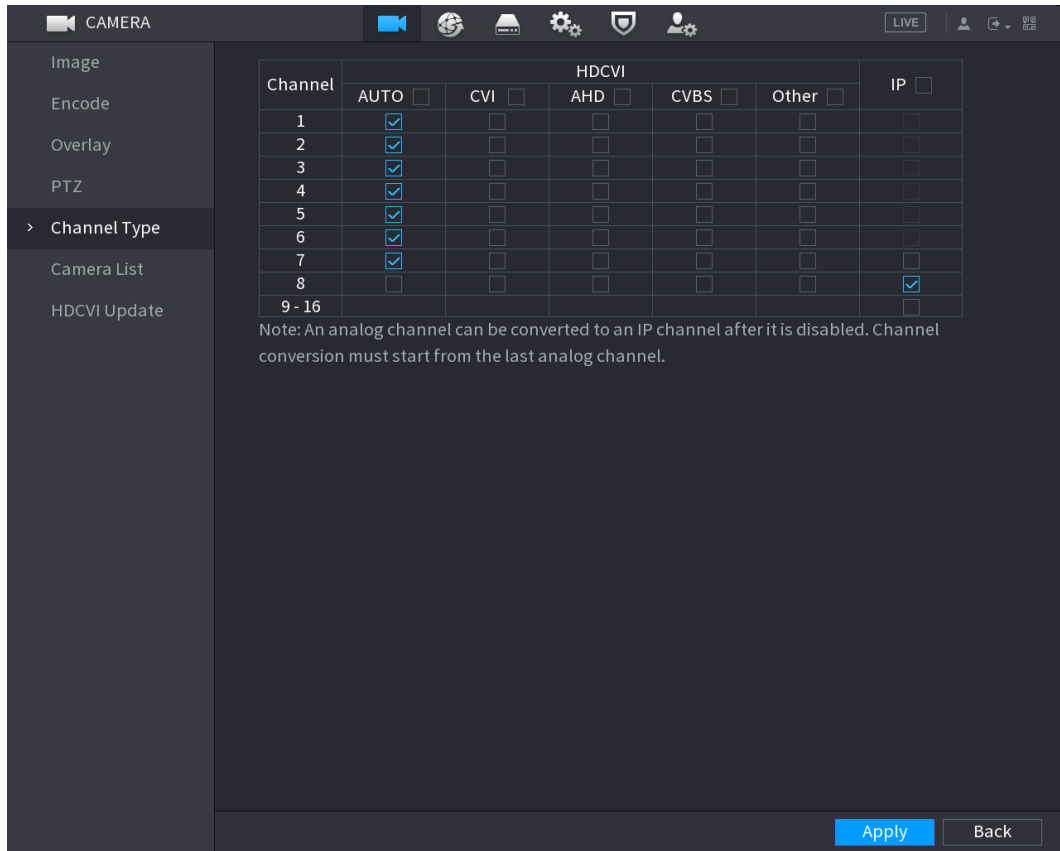 CAMERA
LIVE
Image
Encode
Overlay
PTZ
> Channel Type
Camera List
HDCVI Update
Channel HDCVI IP
AUTO CVI AHD CVBS Other
1
2
3
4
5
6
7
8
9 - 16
Note: An analog channel can be converted to an IP channel after it is disabled. Channel
conversion must start from the last analog channel.
Apply Back